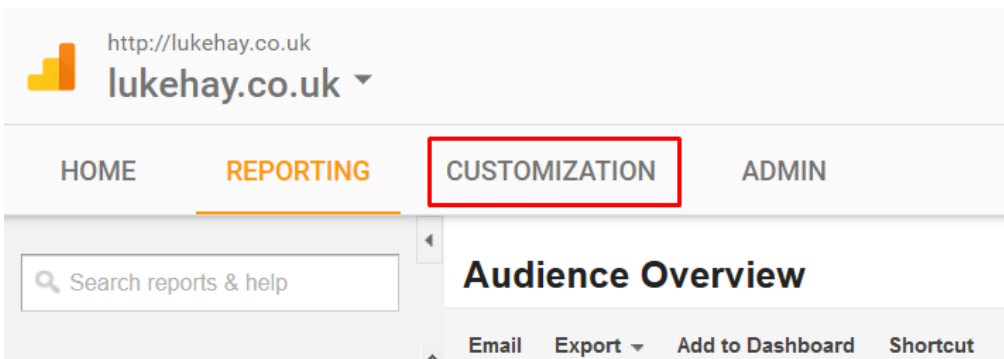 http://lukehay.co.uk
lukehay.co.uk
HOME REPORTING CUSTOMIZATION ADMIN
Search reports & help
Audience Overview
Email Export Add to Dashboard Shortcut